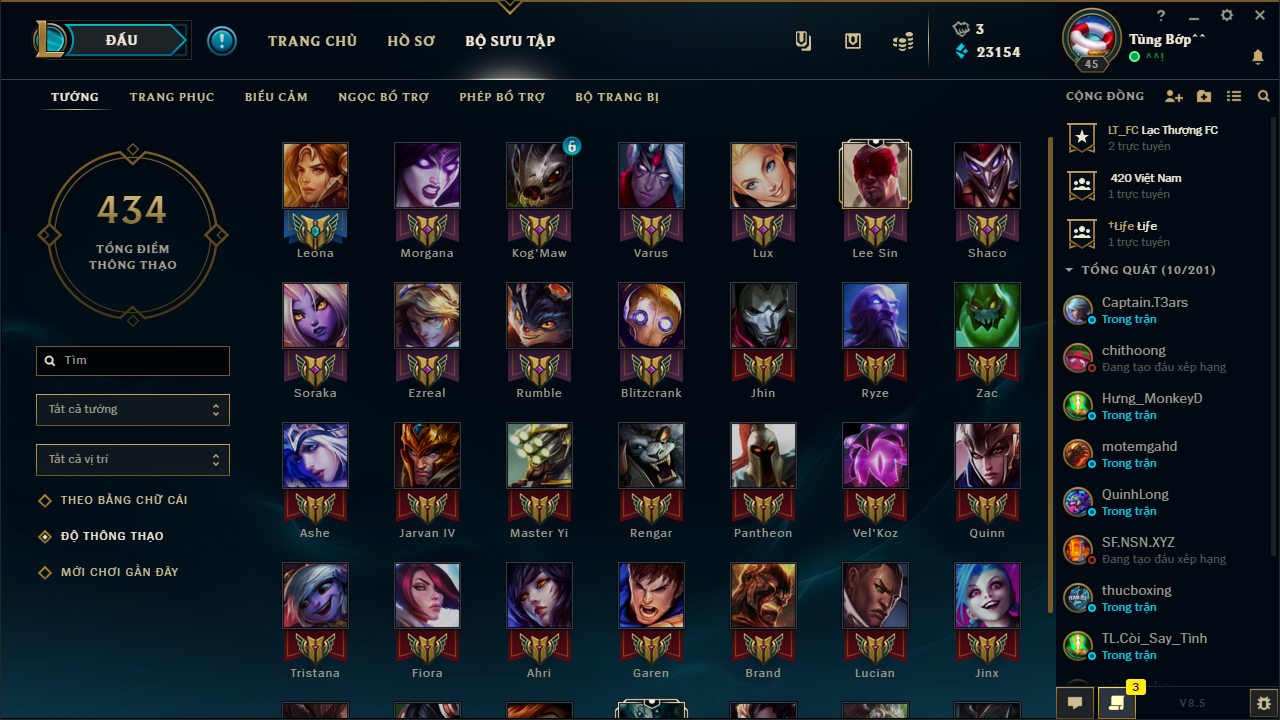 ĐẤU
TRANG CHỦ
HỒ SƠ
BỘ SƯU TẬP
3
23154
45
Tùng Bớp^^
^^!
TƯỚNG
TRANG PHỤC
BIỂU CẢM
NGỌC BỔ TRỢ
PHÉP BỔ TRỢ
BỘ TRANG BỊ
434
TỔNG ĐIỂM
THÔNG THẠO
Tìm
Tất cả tướng
Tất cả vị trí
THEO BẢNG CHỮ CÁI
ĐỘ THÔNG THẠO
MỚI CHƠI GẦN ĐÂY
6
Leona
Morgana
Kog'Maw
Varus
Lux
Lee Sin
Shaco
Soraka
Ezreal
Rumble
Blitzcrank
Jhin
Ryze
Zac
Ashe
Jarvan IV
Master Yi
Rengar
Pantheon
Vel'Koz
Quinn
Tristana
Fiora
Ahri
Garen
Brand
Lucian
Jinx
CỘNG ĐỒNG
LT_FC Lạc Thượng FC
2 trực tuyến
420 Việt Nam
1 trực tuyến
†Life Life
1 trực tuyến
TỔNG QUÁT (10/201)
Captain.T3ars
Trong trận
chithoong
Đang tạo đấu xếp hạng
Hưng_MonkeyD
Trong trận
motemgahd
Trong trận
QuinhLong
Trong trận
SF.NSN.XYZ
Đang tạo đấu xếp hạng
thucboxing
Trong trận
TL.Còi_Say_Tình
Trong trận
3
V8.5